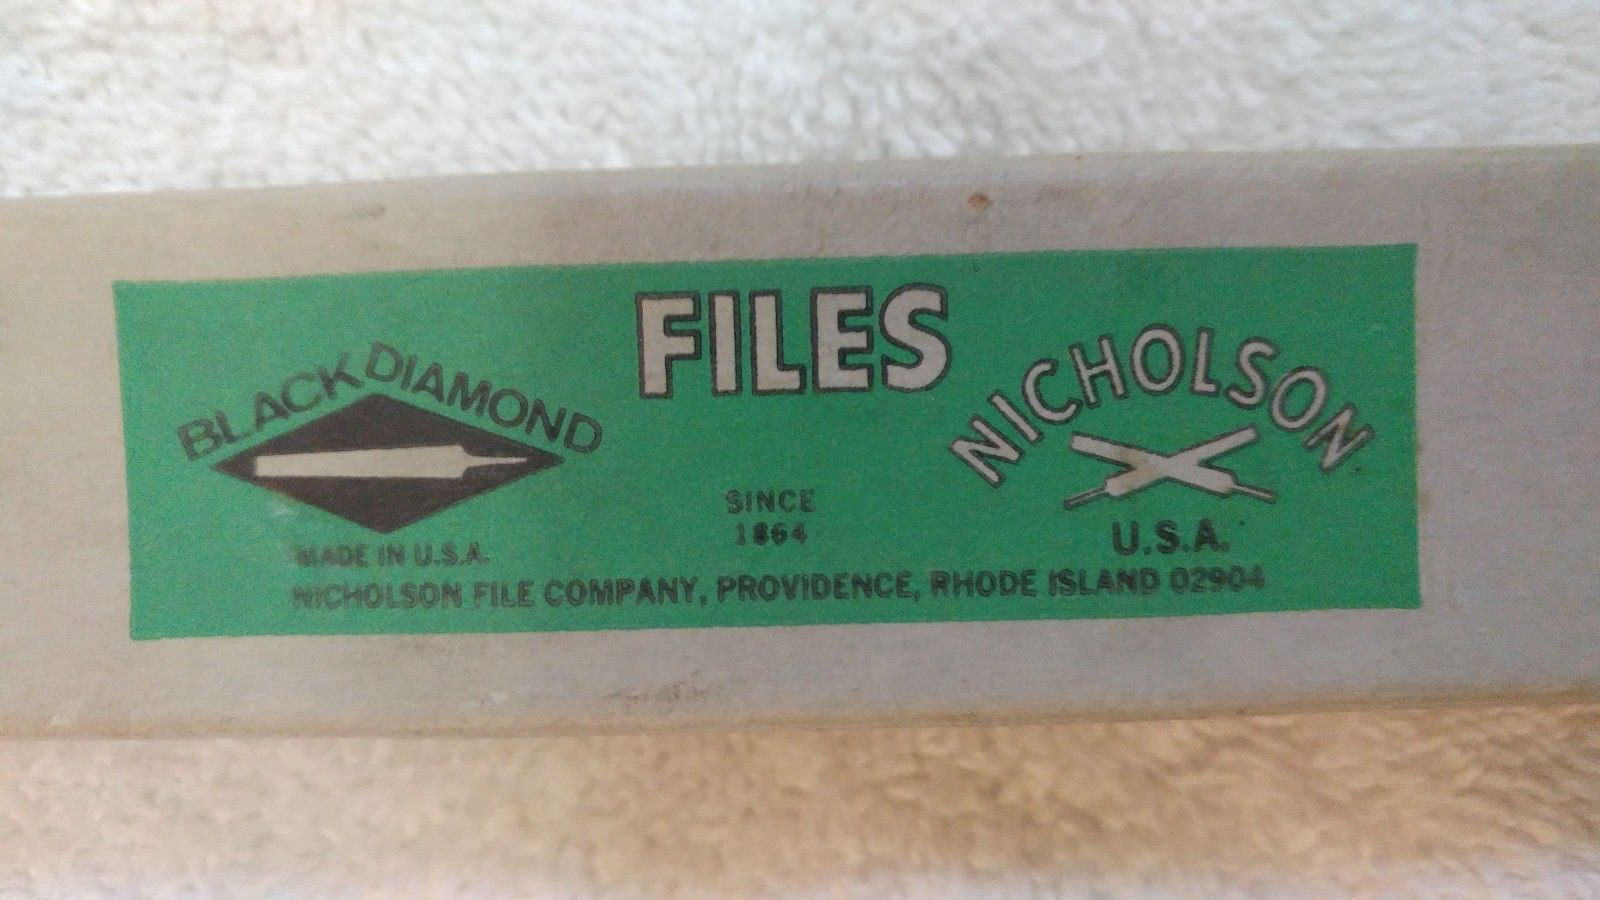 FILES
BLACK DIAMOND
NICHOLSON
SINCE
1864
U.S.A.
MADE IN U.S.A.
NICHOLSON FILE COMPANY, PROVIDENCE, RHODE ISLAND 02904